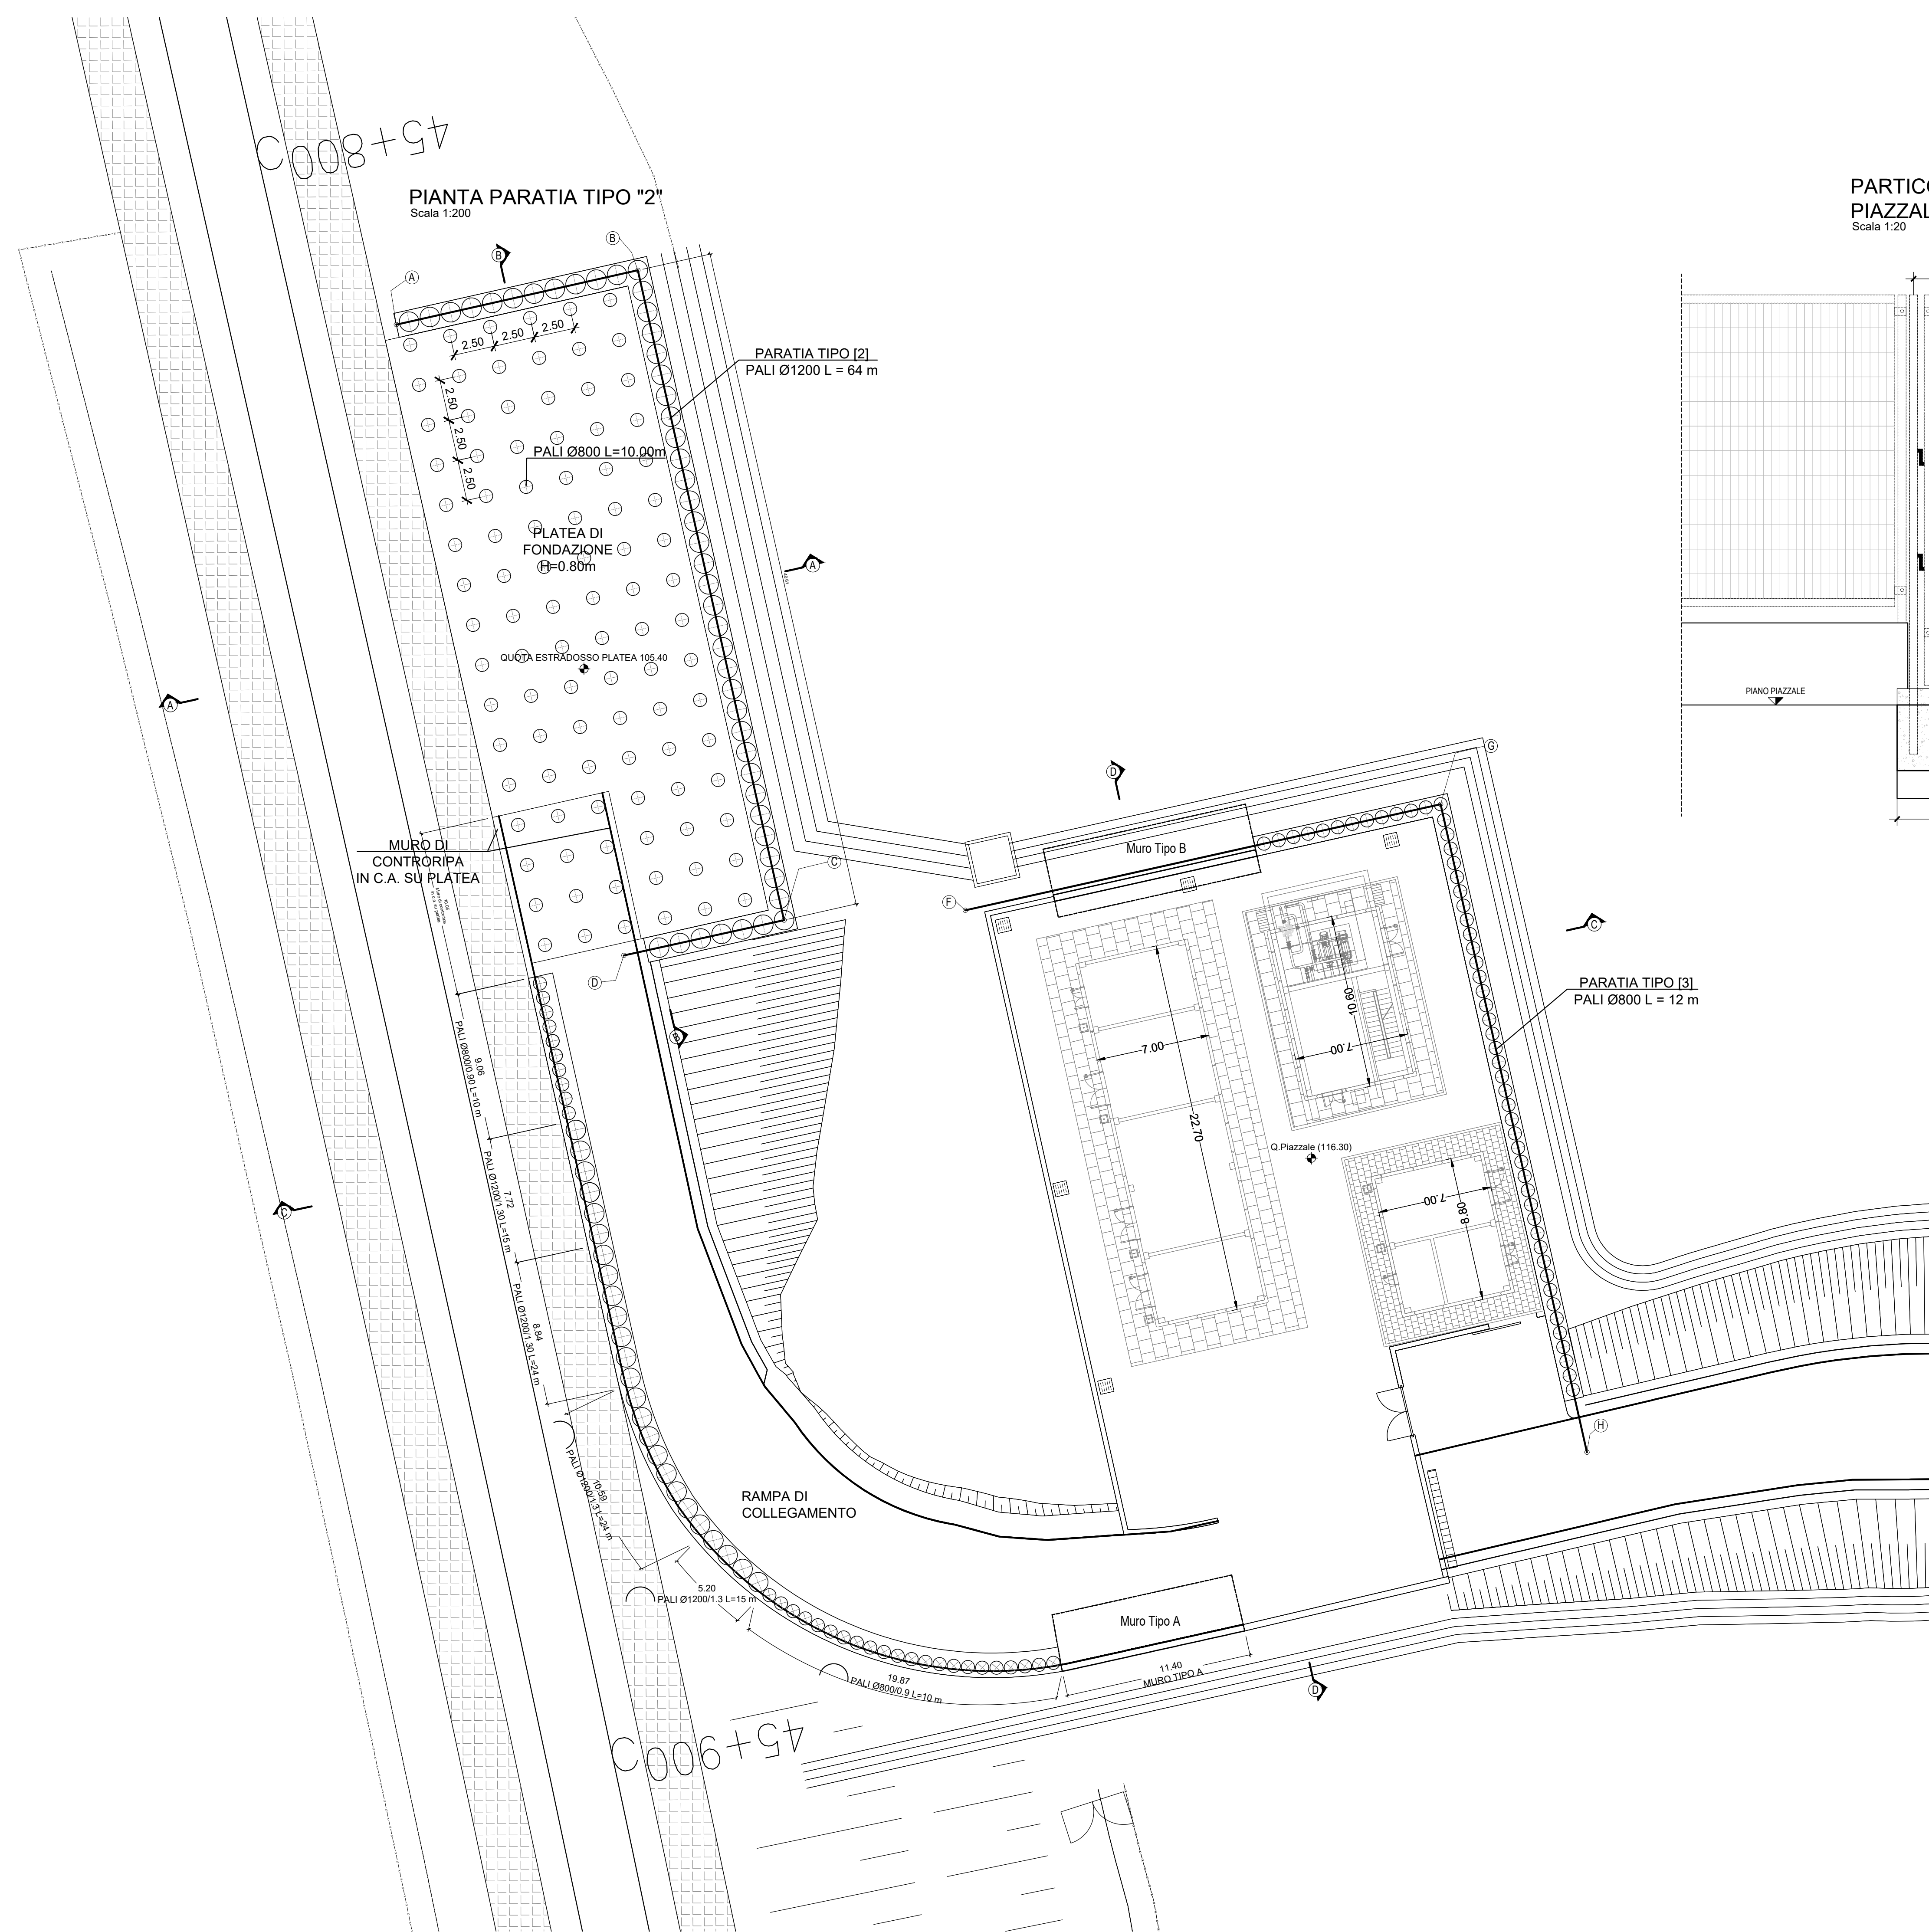 45+800
PIANTA PARATIA TIPO "2"
Scala 1:200
PARTICO
PIAZZAL
Scala 1:20
B
B
A
2.50
2.50
2.50
2.50
2.50
2.50
PARATIA TIPO [2]
PALI Ø1200 L = 64 m
PALI Ø800 L=10.00m
PLATEA DI
FONDAZIONE
H=0.80m
A
QUOTA ESTRADOSSO PLATEA 105.40
A
PIANO PIAZZALE
G
D
MURO DI
CONTRORIPA
IN C.A. SU PLATEA
Muro Tipo B
C
F
C
D
B
PARATIA TIPO [3]
PALI Ø800 L = 12 m
10.60
7.00
7.00
22.70
9.06
PALI Ø800/0.90 L=10 m
Q.Piazzale (116.30)
7.00
8.80
7.72
PALI Ø1200/1.30 L=15 m
C
8.84
PALI Ø1200/1.30 L=24 m
H
10.59
PALI Ø1200/1.3 L=24 m
RAMPA DI
COLLEGAMENTO
5.20
PALI Ø1200/1.3 L=15 m
Muro Tipo A
19.87
PALI Ø800/0.9 L=10 m
11.40
MURO TIPO A
D
45+900